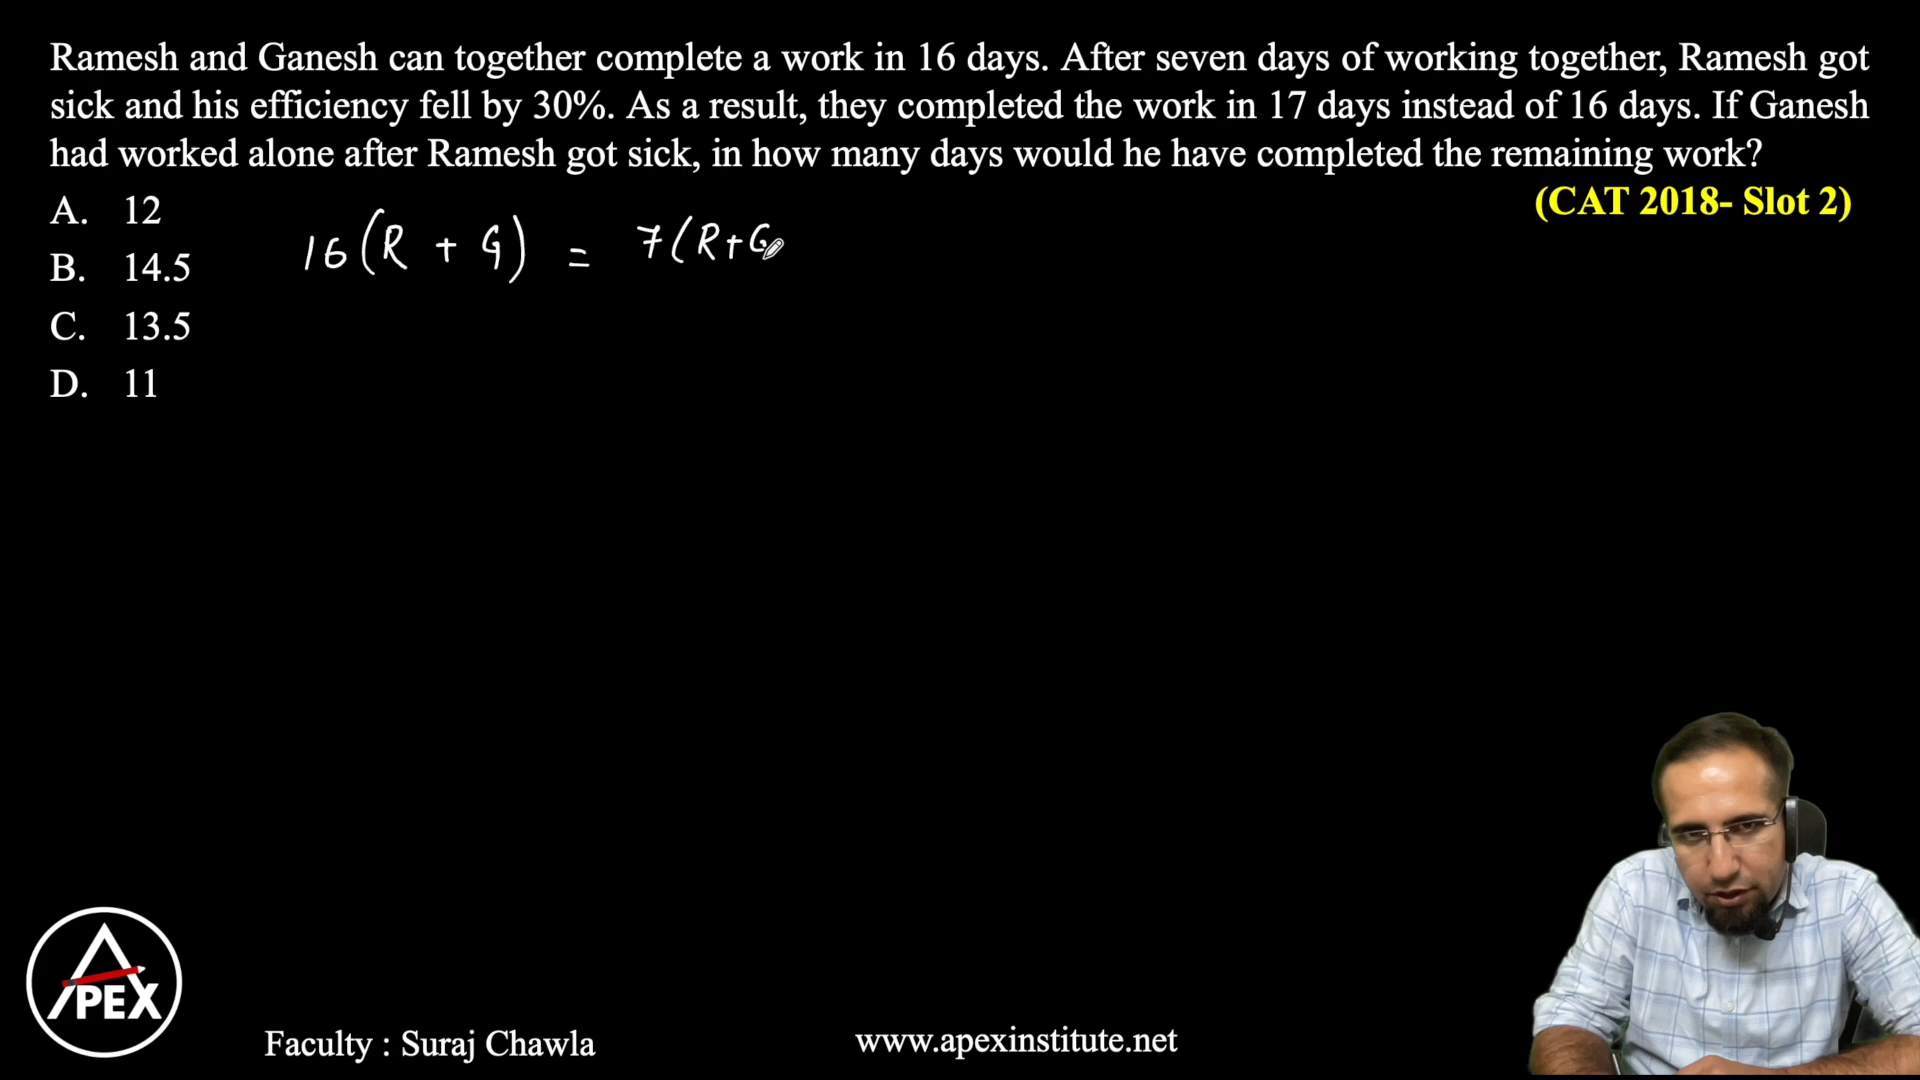 Ramesh and Ganesh can together complete a work in 16 days. After seven days of working together, Ramesh got
sick and his efficiency fell by 30%. As a result, they completed the work in 17 days instead of 16 days. If Ganesh
had worked alone after Ramesh got sick, in how many days would he have completed the remaining work?
(CAT 2018- Slot 2)
A. 12
B. 14.5
C. 13.5
D. 11
16 (R + G) = 7(R+G
APEX
Faculty : Suraj Chawla
www.apexinstitute.net